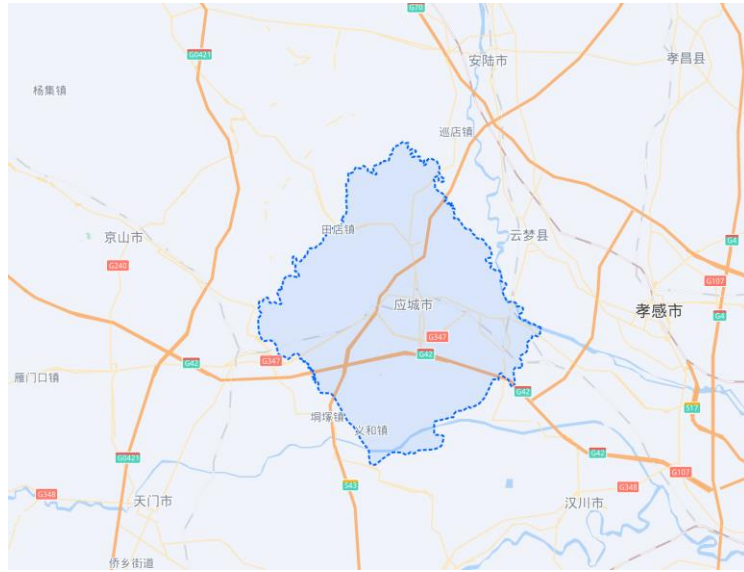 G70
安陆市
孝昌县
G0421
杨集镇
巡店镇
田店镇
京山市
云梦县
G4
G240
G107
应城市
孝感市
G4
G347
G347
G42
G42
雁门口镇
G42
S17
垌塚镇
义和镇
G42
G0421
G107
S43
G348
G348
天门市
汉川市
侨乡街道